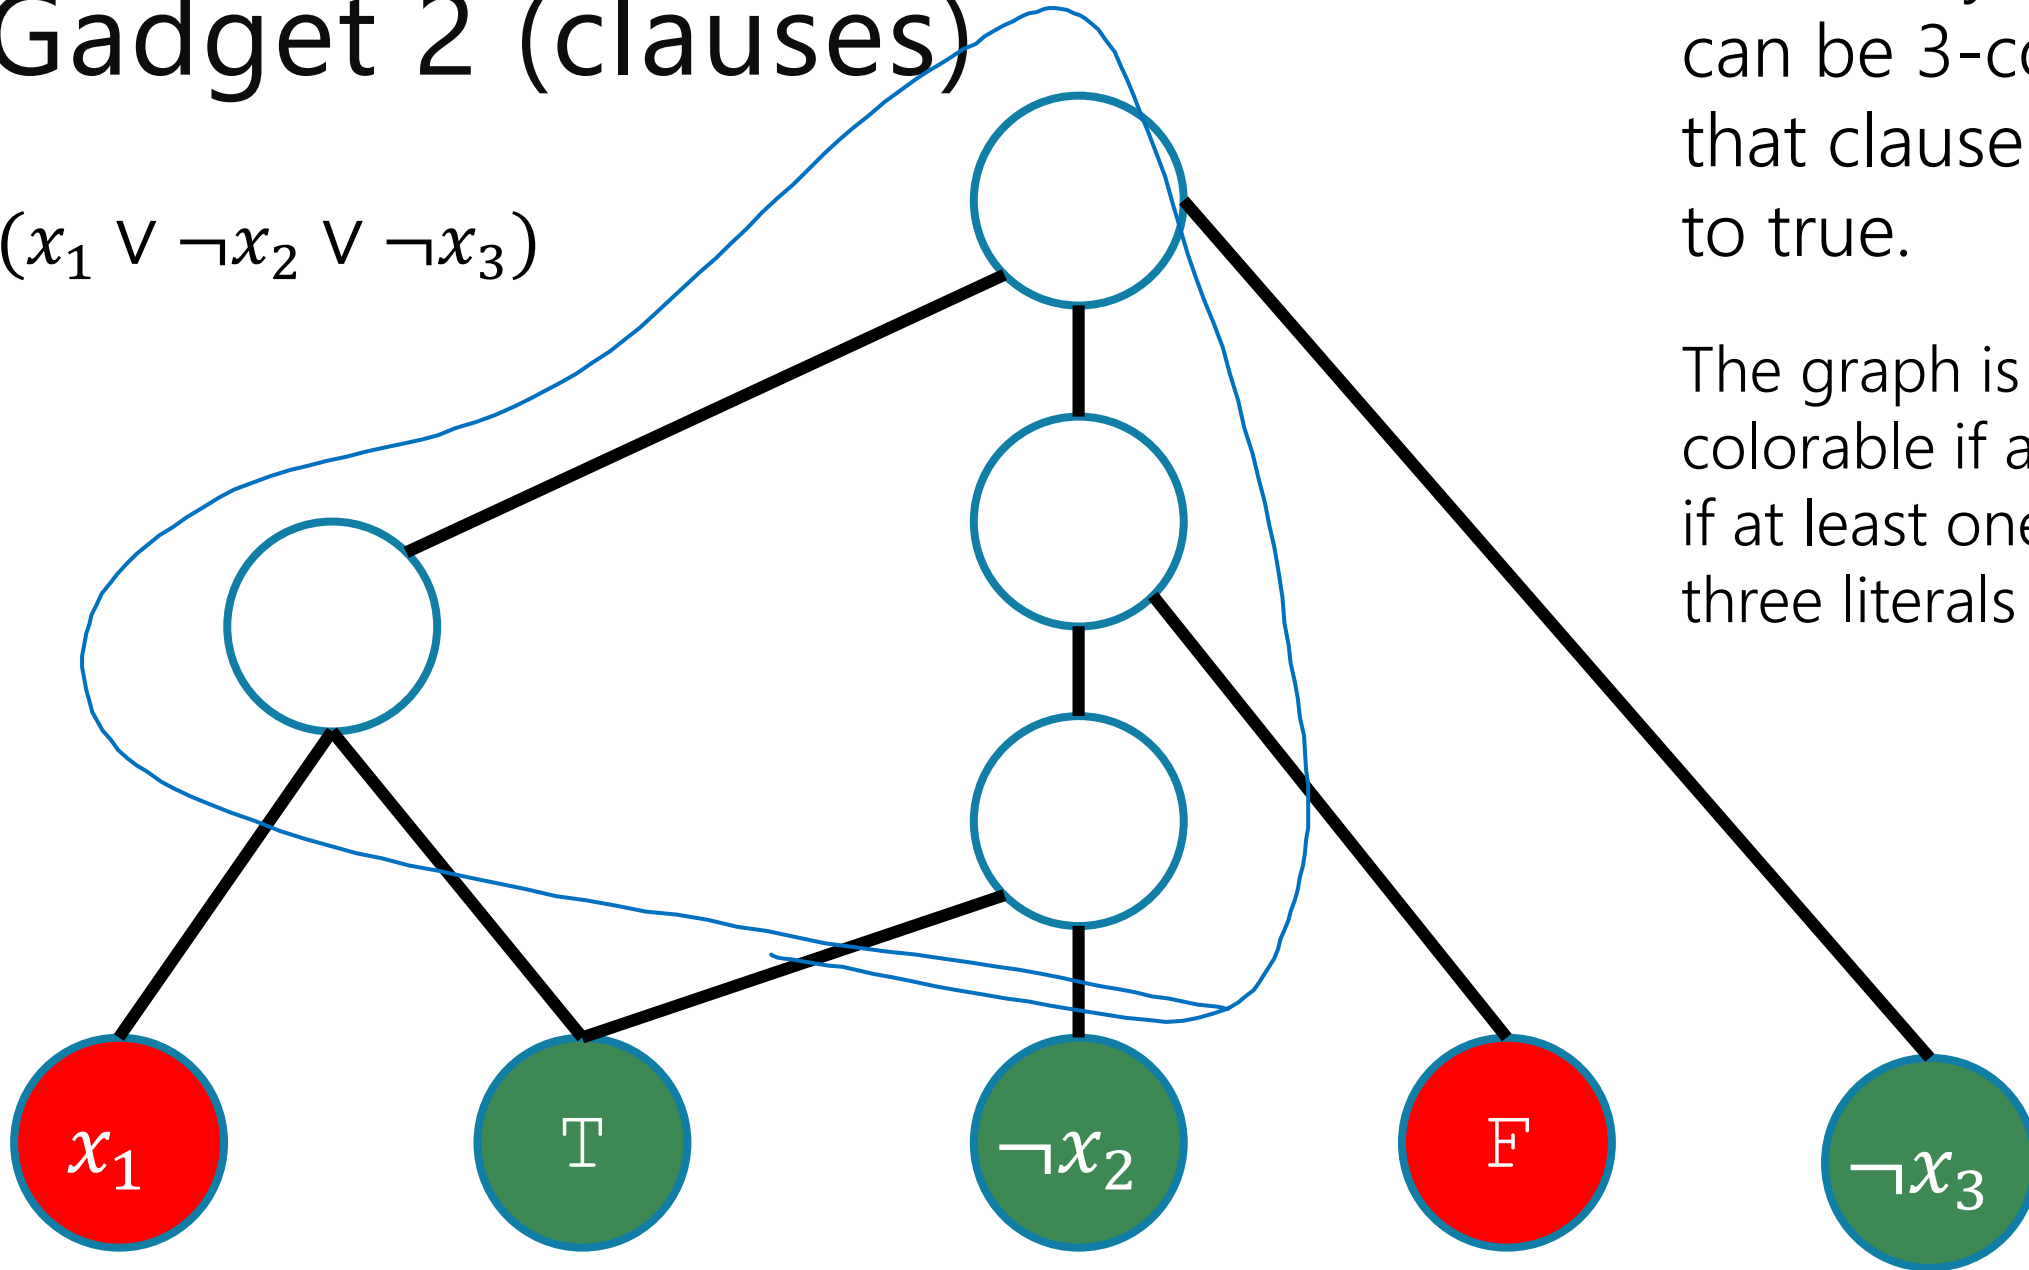 Gadget 2 (clauses)
(𝑥1 ∨ ¬𝑥2 ∨ ¬𝑥3)
can be 3-co
that clause
to true.
The graph is
colorable if a
if at least one
three literals
𝑥1
T
¬𝑥2
F
¬𝑥3